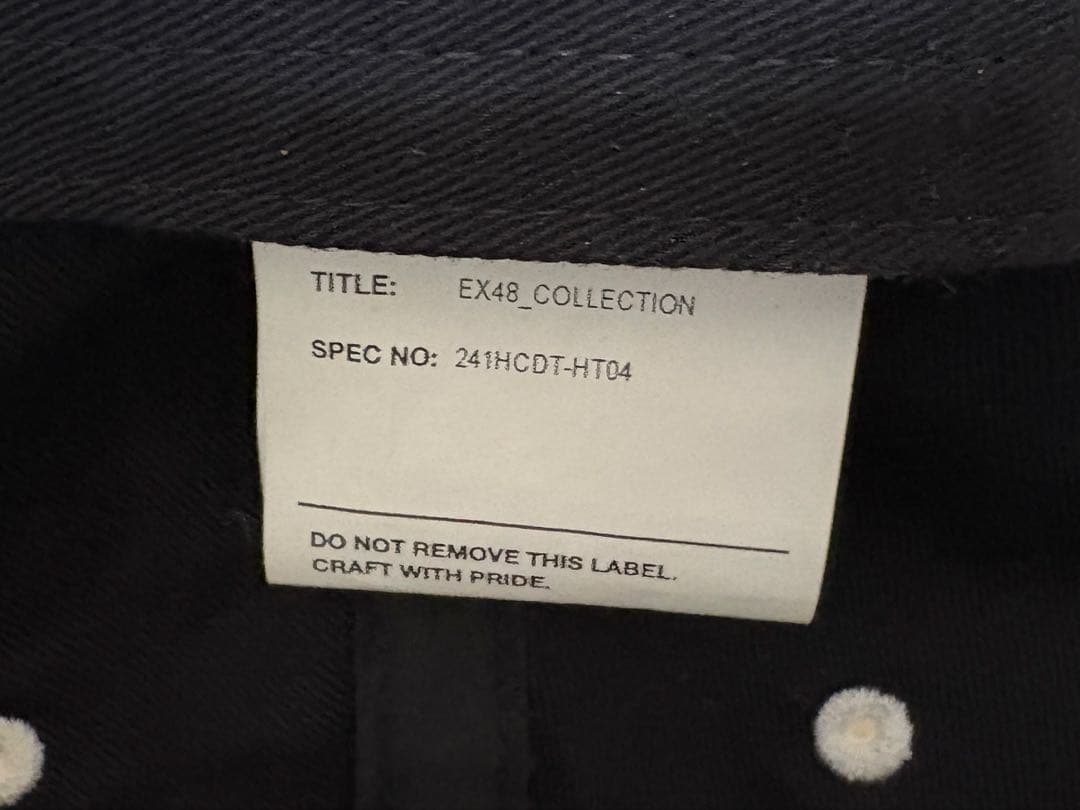 TITLE: EX48_COLLECTION
SPEC NO: 241HCDT-HT04
DO NOT REMOVE THIS LABEL.
CRAFT WITH PRIDE.